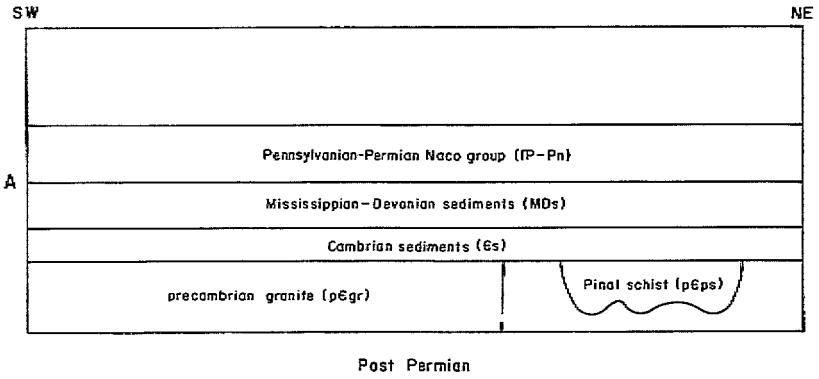 SW NE
Pennsylvanian-Permian Naco group (ℙ-Pn)
A
Mississippian-Devonian sediments (MDs)
Cambrian sediments (Єs)
precambrian granite (pЄgr)
Pinal schist (pЄps)
Post Permian